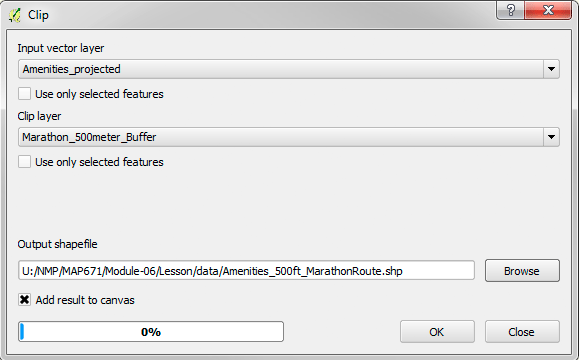 Clip
Input vector layer
Amenities_projected
Use only selected features
Clip layer
Marathon_500meter_Buffer
Use only selected features
Output shapefile
U:/NMP/MAP671/Module-06/Lesson/data/Amenities_500ft_MarathonRoute.shp
Browse
Add result to canvas
0%
OK
Close